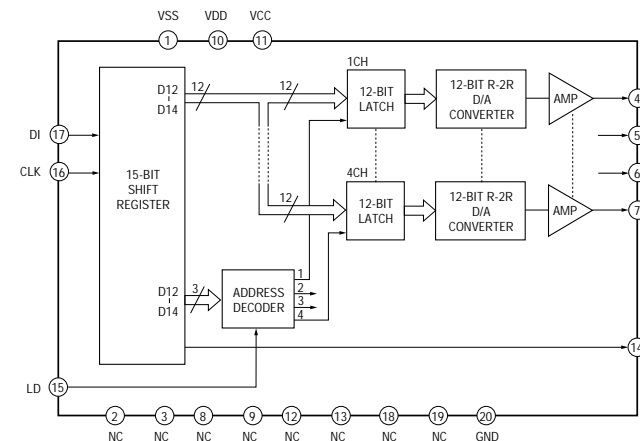 VSS VDD VCC
1 10 11
1CH
D12
D14
12
12
12-BIT
LATCH
12-BIT R-2R
D/A
CONVERTER
AMP
4
DI 17
5
CLK 16
6
15-BIT
SHIFT
REGISTER
4CH
12
12-BIT
LATCH
12-BIT R-2R
D/A
CONVERTER
AMP
7
D12
D14
3
ADDRESS
DECODER
1
2
3
4
14
LD 15
2 3 8 9 12 13 18 19 20
NC NC NC NC NC NC NC NC GND